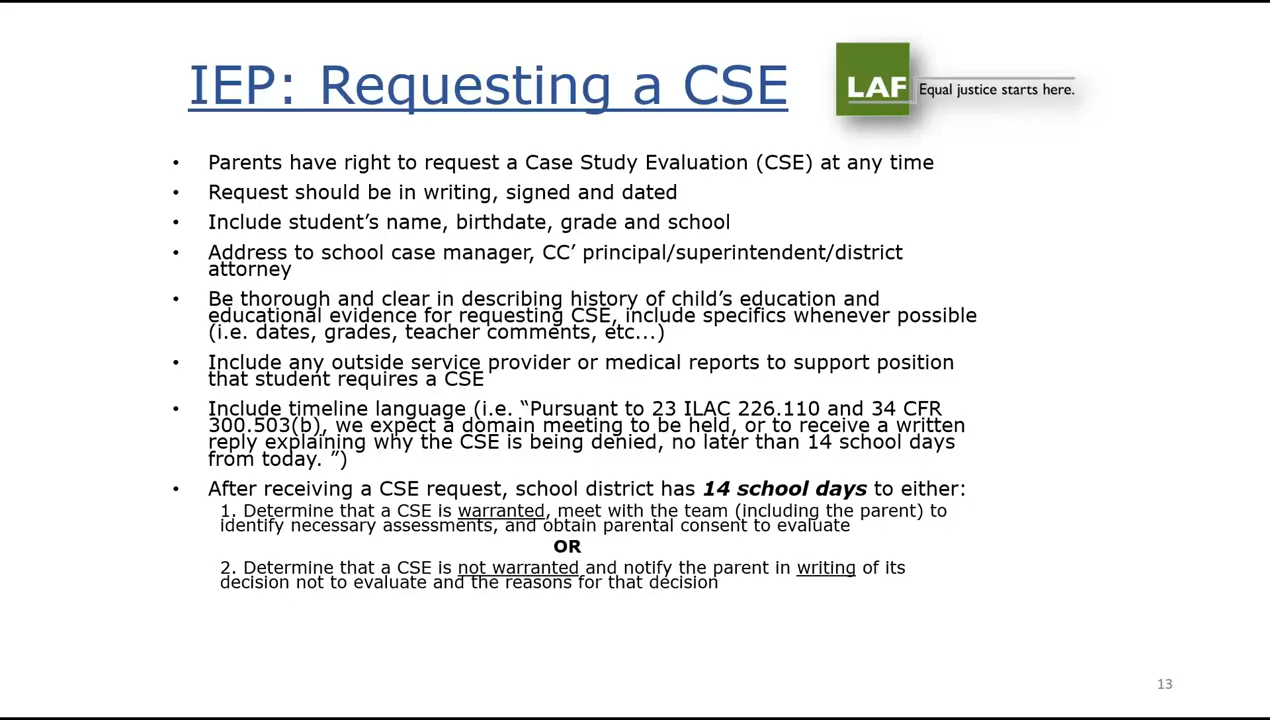 IEP: Requesting a CSE
LAF
Equal justice starts here.
• Parents have right to request a Case Study Evaluation (CSE) at any time
• Request should be in writing, signed and dated
• Include student’s name, birthdate, grade and school
• Address to school case manager, CC’ principal/superintendent/district
attorney
• Be thorough and clear in describing history of child’s education and
educational evidence for requesting CSE, include specifics whenever possible
(i.e. dates, grades, teacher comments, etc...)
• Include any outside service provider or medical reports to support position
that student requires a CSE
• Include timeline language (i.e. “Pursuant to 23 ILAC 226.110 and 34 CFR
300.503(b), we expect a domain meeting to be held, or to receive a written
reply explaining why the CSE is being denied, no later than 14 school days
from today. ”)
• After receiving a CSE request, school district has 14 school days to either:
1. Determine that a CSE is warranted, meet with the team (including the parent) to
identify necessary assessments, and obtain parental consent to evaluate
OR
2. Determine that a CSE is not warranted and notify the parent in writing of its
decision not to evaluate and the reasons for that decision
13